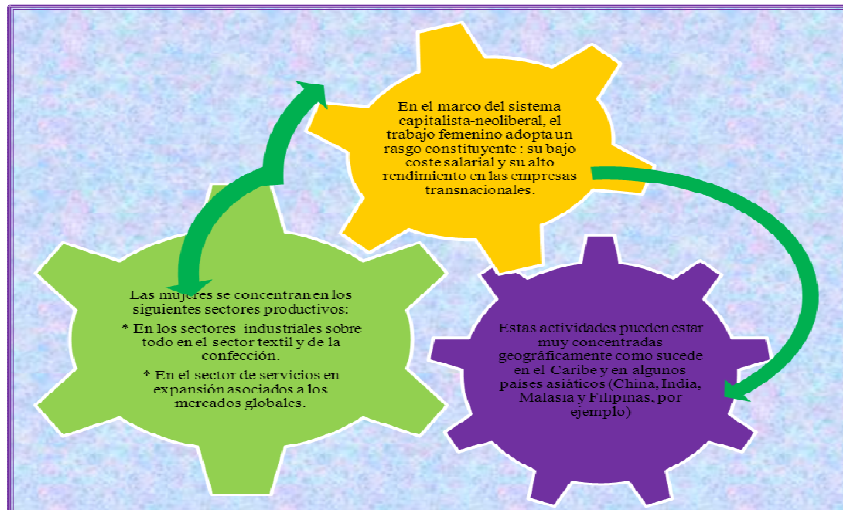 En el marco del sistema
capitalista-neoliberal, el
trabajo femenino adopta un
rasgo constituyente : su bajo
coste salarial y su alto
rendimiento en las empresas
transnacionales.
Las mujeres se concentran en los
siguientes sectores productivos:
* En los sectores industriales sobre
todo en el sector textil y de la
confección.
* En el sector de servicios en
expansión asociados a los
mercados globales.
Estas actividades pueden estar
muy concentradas
geográficamente como sucede
en el Caribe y en algunos
países asiáticos (China, India,
Malasia y Filipinas, por
ejemplo)